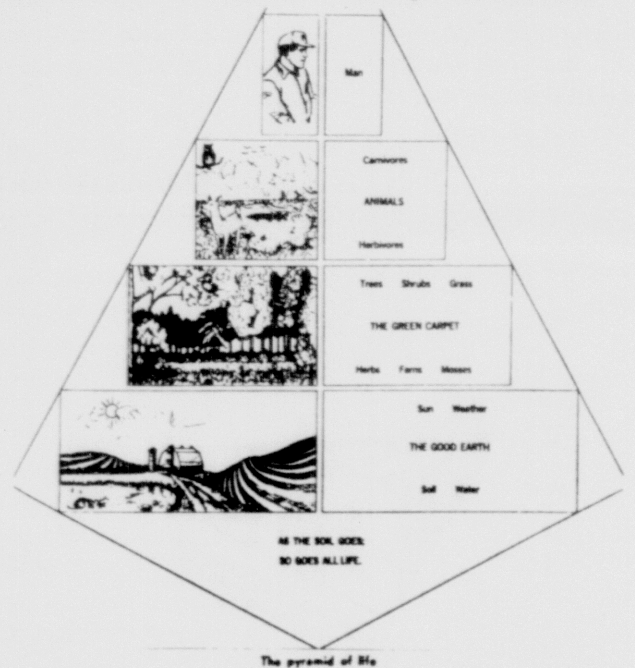 Man
Carnivores
ANIMALS
Herbivores
Trees Shrubs Grass
THE GREEN CARPET
Herbs Ferns Mosses
Sun Weather
THE GOOD EARTH
Soil Water
AS THE SOIL GOES;
SO GOES ALL LIFE.
The pyramid of life